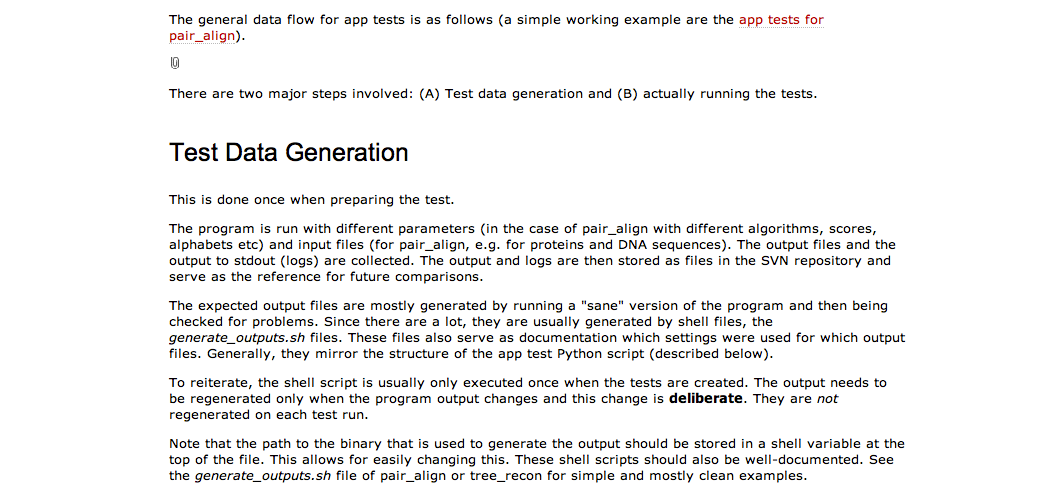 The general data flow for app tests is as follows (a simple working example are the app tests for
pair_align).
There are two major steps involved: (A) Test data generation and (B) actually running the tests.
Test Data Generation
This is done once when preparing the test.
The program is run with different parameters (in the case of pair_align with different algorithms, scores,
alphabets etc) and input files (for pair_align, e.g. for proteins and DNA sequences). The output files and the
output to stdout (logs) are collected. The output and logs are then stored as files in the SVN repository and
serve as the reference for future comparisons.
The expected output files are mostly generated by running a "sane" version of the program and then being
checked for problems. Since there are a lot, they are usually generated by shell files, the
generate_outputs.sh files. These files also serve as documentation which settings were used for which output
files. Generally, they mirror the structure of the app test Python script (described below).
To reiterate, the shell script is usually only executed once when the tests are created. The output needs to
be regenerated only when the program output changes and this change is deliberate. They are not
regenerated on each test run.
Note that the path to the binary that is used to generate the output should be stored in a shell variable at the
top of the file. This allows for easily changing this. These shell scripts should also be well-documented. See
the generate_outputs.sh file of pair_align or tree_recon for simple and mostly clean examples.